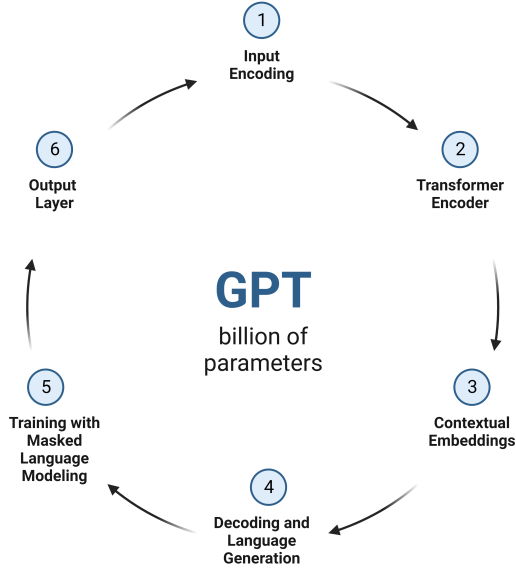 1
Input
Encoding
2
Transformer
Encoder
3
Contextual
Embeddings
4
Decoding and
Language
Generation
5
Training with
Masked
Language
Modeling
6
Output
Layer
GPT
billion of
parameters